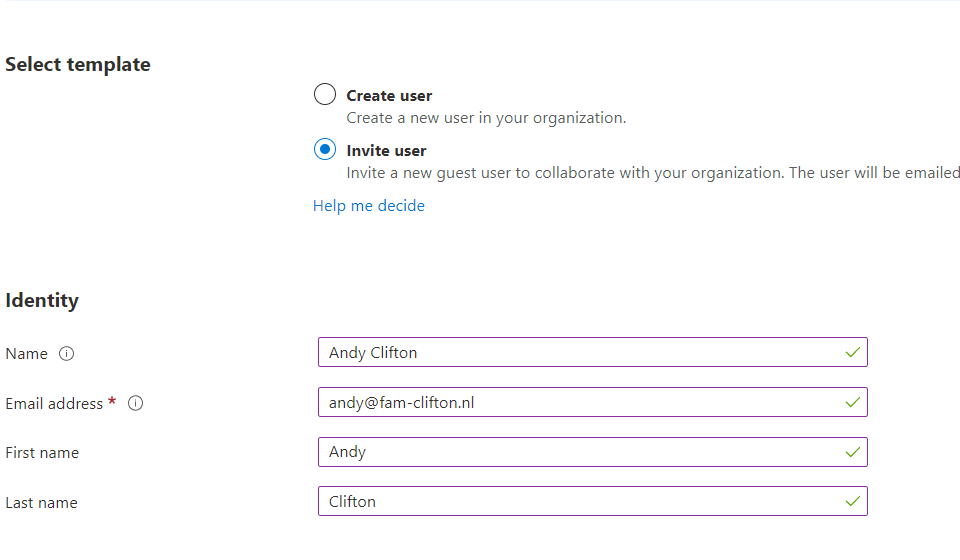 Select template
Create user
Create a new user in your organization.
Invite user
Invite a new guest user to collaborate with your organization. The user will be emailed
Help me decide
Identity
Name
Andy Clifton
Email address *
andy@fam-clifton.nl
First name
Andy
Last name
Clifton